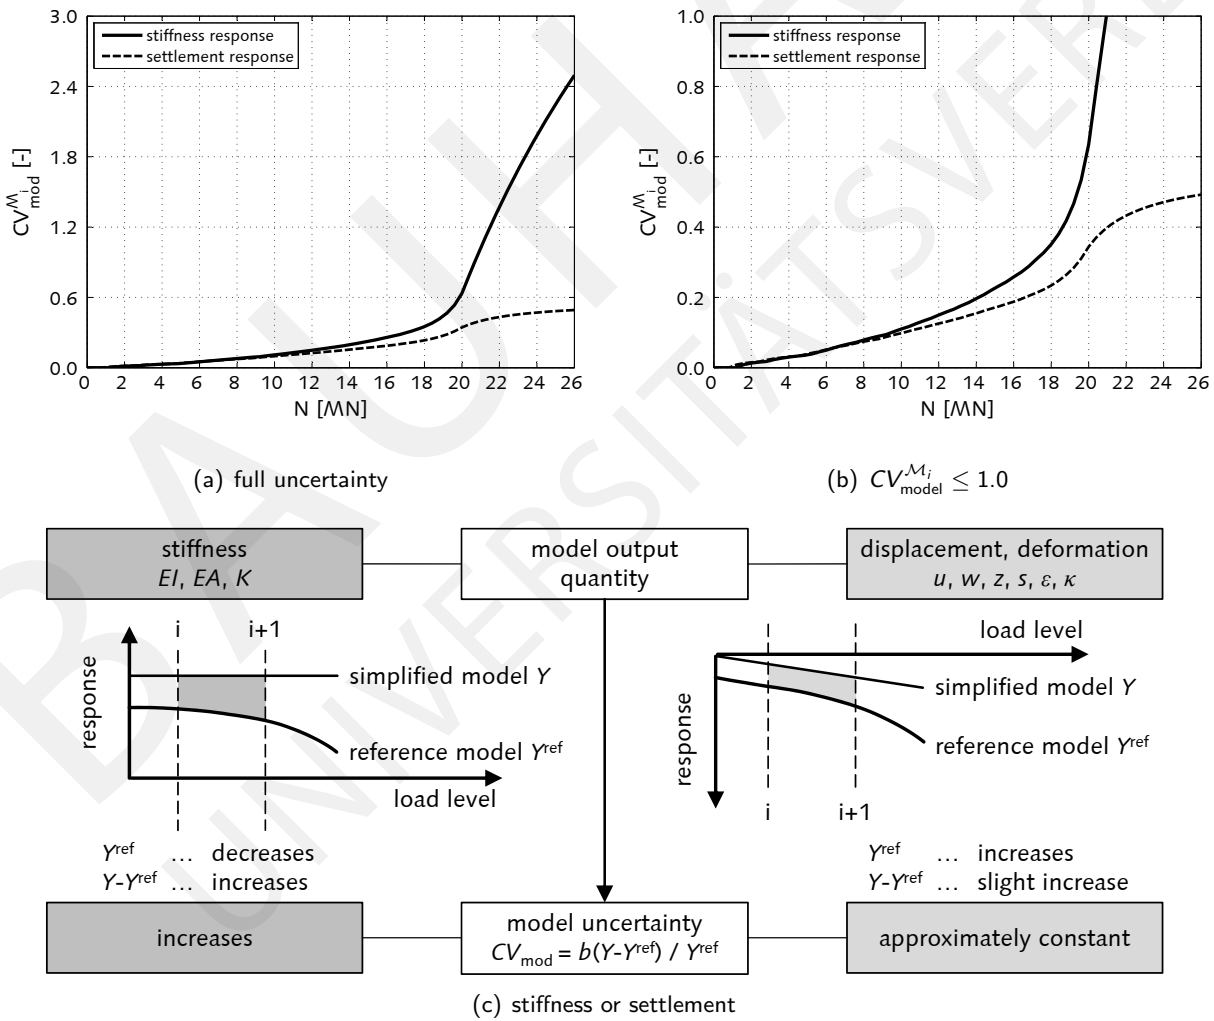 3.0
2.4
1.8
1.2
0.6
0.0
0 2 4 6 8 10 12 14 16 18 20 22 24 26
CV^{M_i}_{mod} [-]
N [MN]
stiffness response
settlement response
(a) full uncertainty
1.0
0.8
0.6
0.4
0.2
0.0
0 2 4 6 8 10 12 14 16 18 20 22 24 26
CV^{M_i}_{mod} [-]
N [MN]
stiffness response
settlement response
(b) CV^{M_i}_{model} ≤ 1.0
stiffness
EI, EA, K
model output
quantity
displacement, deformation
u, w, z, s, ε, κ
i i+1
response
simplified model Y
reference model Y^{ref}
load level
Y^{ref} … decreases
Y-Y^{ref} … increases
load level
response
simplified model Y
reference model Y^{ref}
i i+1
Y^{ref} … increases
Y-Y^{ref} … slight increase
increases
model uncertainty
CV_{mod} = b(Y-Y^{ref}) / Y^{ref}
approximately constant
(c) stiffness or settlement